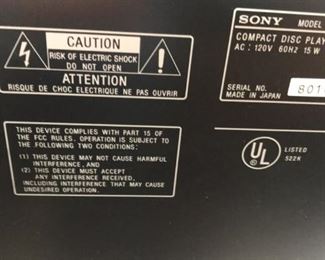 CAUTION
RISK OF ELECTRIC SHOCK
DO NOT OPEN
ATTENTION
RISQUE DE CHOC ELECTRIQUE NE PAS OUVRIR
THIS DEVICE COMPLIES WITH PART 15 OF
THE FCC RULES. OPERATION IS SUBJECT TO
THE FOLLOWING TWO CONDITIONS:
(1) THIS DEVICE MAY NOT CAUSE HARMFUL
INTERFERENCE, AND
(2) THIS DEVICE MUST ACCEPT
ANY INTERFERENCE RECEIVED,
INCLUDING INTERFERENCE THAT MAY CAUSE
UNDESIRED OPERATION.
SONY MODEL
COMPACT DISC PLAY
AC: 120V 60HZ 15 W
SERIAL NO.
MADE IN JAPAN
801
UL
LISTED
522K